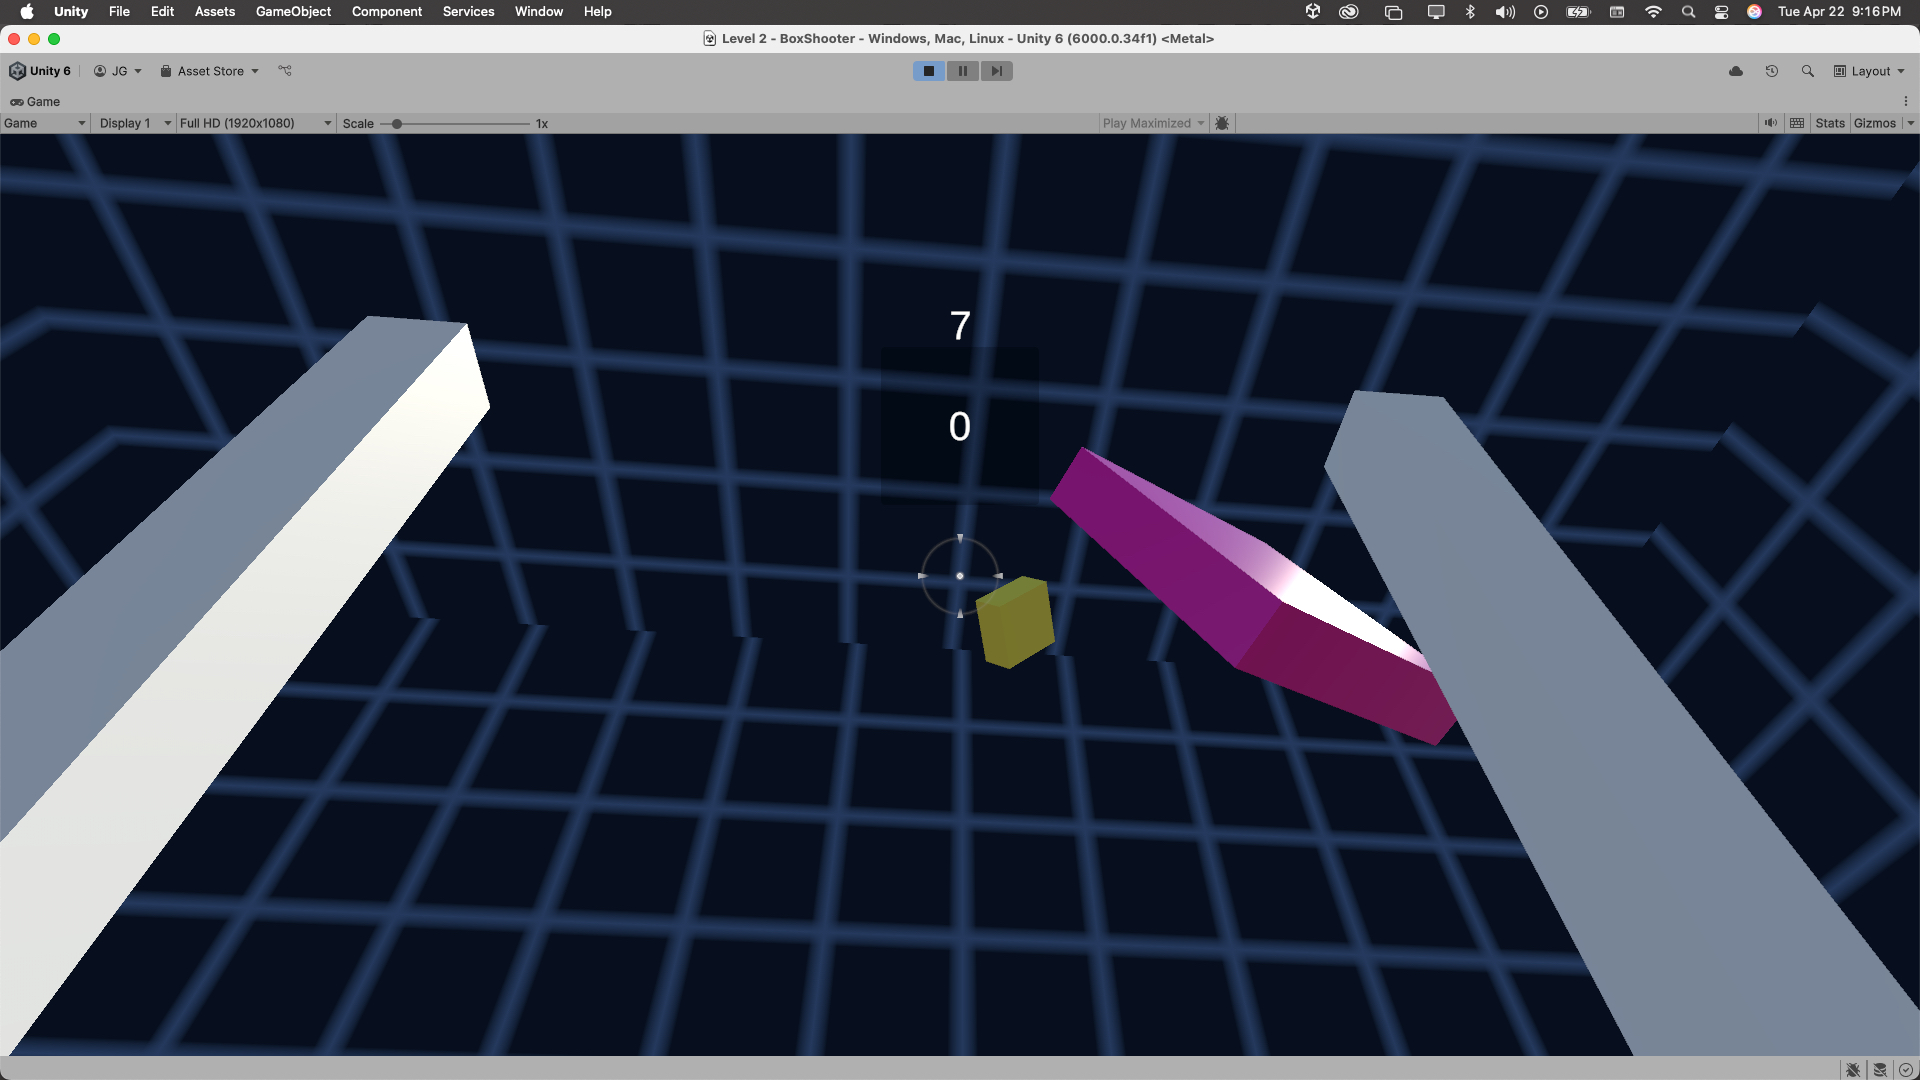 Unity File Edit Assets GameObject Component Services Window Help Tue Apr 22 9:16 PM
Level 2 - BoxShooter - Windows, Mac, Linux - Unity 6 (6000.0.34f1) <Metal>
Unity 6 JG Asset Store Layout
Game
Game Display 1 Full HD (1920x1080) Scale 1x Play Maximized Stats Gizmos
7
0